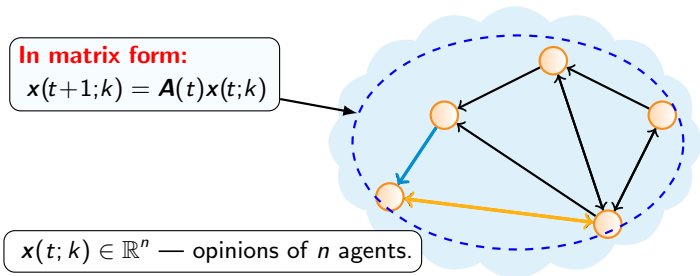 In matrix form:
x(t+1;k) = A(t)x(t;k)
x(t; k) ∈ ℝⁿ — opinions of n agents.